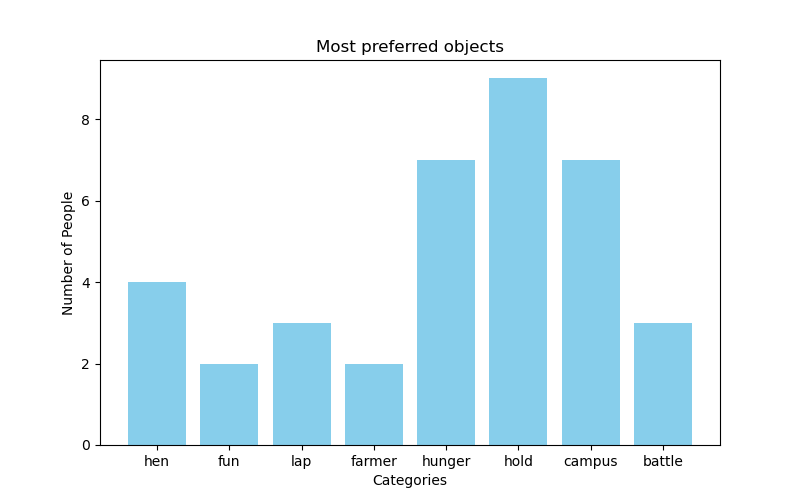 Most preferred objects
Number of People
8
6
4
2
0
hen fun lap farmer hunger hold campus battle
Categories